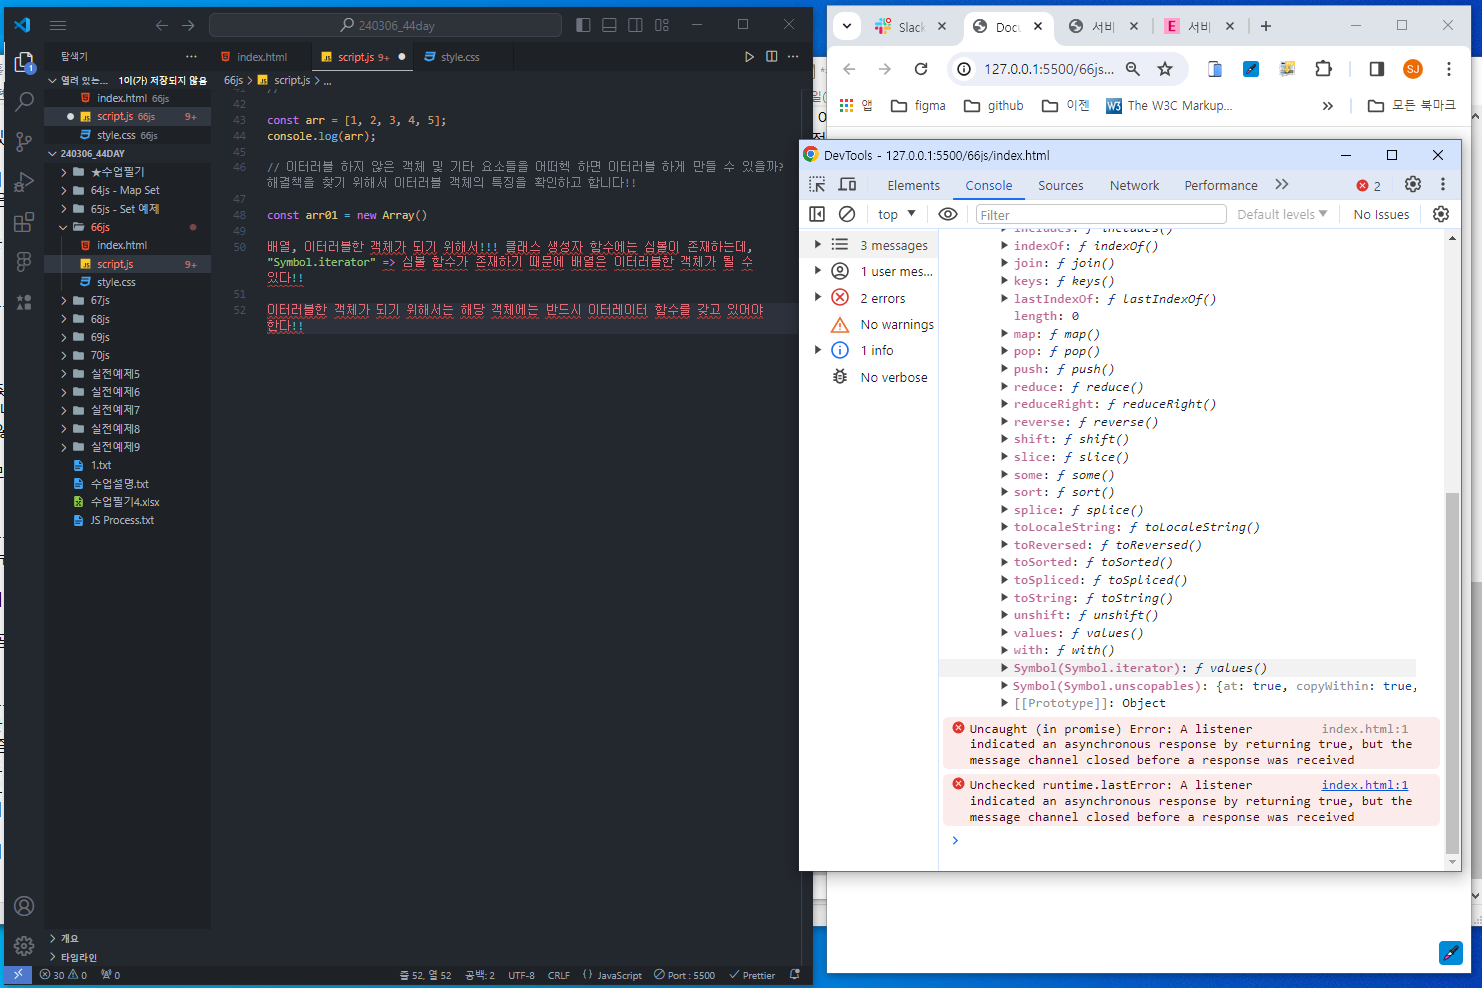 240306_44day
탐색기
index.html
script.js 9+
style.css
열려 있는... 1이(가) 저장되지 않음
index.html 66js
script.js 66js 9+
style.css 66js
240306_44DAY
★수업필기
64js - Map Set
65js - Set 예제
66js
index.html
script.js 9+
style.css
67js
68js
69js
70js
실전예제5
실전예제6
실전예제7
실전예제8
실전예제9
1.txt
수업설명.txt
수업필기4.xlsx
JS Process.txt
개요
타임라인
66js > script.js > ...
41 //
42
43 const arr = [1, 2, 3, 4, 5];
44 console.log(arr);
45
46 // 이터러블 하지 않은 객체 및 기타 요소들을 어떠헥 하면 이터러블 하게 만들 수 있을까?
해결책을 찾기 위해서 이터러블 객체의 특징을 확인하고 합니다!!
47
48 const arr01 = new Array()
49
50 배열, 이터러블한 객체가 되기 위해서!!! 클래스 생성자 함수에는 심볼이 존재하는데,
"Symbol.iterator" => 심볼 함수가 존재하기 때문에 배열은 이터러블한 객체가 될 수
있다!!
51
52 이터러블한 객체가 되기 위해서는 해당 객체에는 반드시 이터레이터 함수를 갖고 있어야
한다!!
30 0 0
줄 52, 열 52 공백: 2 UTF-8 CRLF JavaScript Port : 5500 Prettier
Slack
Docu
서비
서비
127.0.0.1:5500/66js...
SJ
앱
figma
github
이젠
The W3C Markup...
모든 북마크
DevTools - 127.0.0.1:5500/66js/index.html
Elements Console Sources Network Performance 2
top Filter Default levels No Issues
3 messages
1 user mes...
2 errors
No warnings
1 info
No verbose
includes: ƒ includes()
indexOf: ƒ indexOf()
join: ƒ join()
keys: ƒ keys()
lastIndexOf: ƒ lastIndexOf()
length: 0
map: ƒ map()
pop: ƒ pop()
push: ƒ push()
reduce: ƒ reduce()
reduceRight: ƒ reduceRight()
reverse: ƒ reverse()
shift: ƒ shift()
slice: ƒ slice()
some: ƒ some()
sort: ƒ sort()
splice: ƒ splice()
toLocaleString: ƒ toLocaleString()
toReversed: ƒ toReversed()
toSorted: ƒ toSorted()
toSpliced: ƒ toSpliced()
toString: ƒ toString()
unshift: ƒ unshift()
values: ƒ values()
with: ƒ with()
Symbol(Symbol.iterator): ƒ values()
Symbol(Symbol.unscopables): {at: true, copyWithin: true,
[[Prototype]]: Object
Uncaught (in promise) Error: A listener index.html:1
indicated an asynchronous response by returning true, but the
message channel closed before a response was received
Unchecked runtime.lastError: A listener index.html:1
indicated an asynchronous response by returning true, but the
message channel closed before a response was received